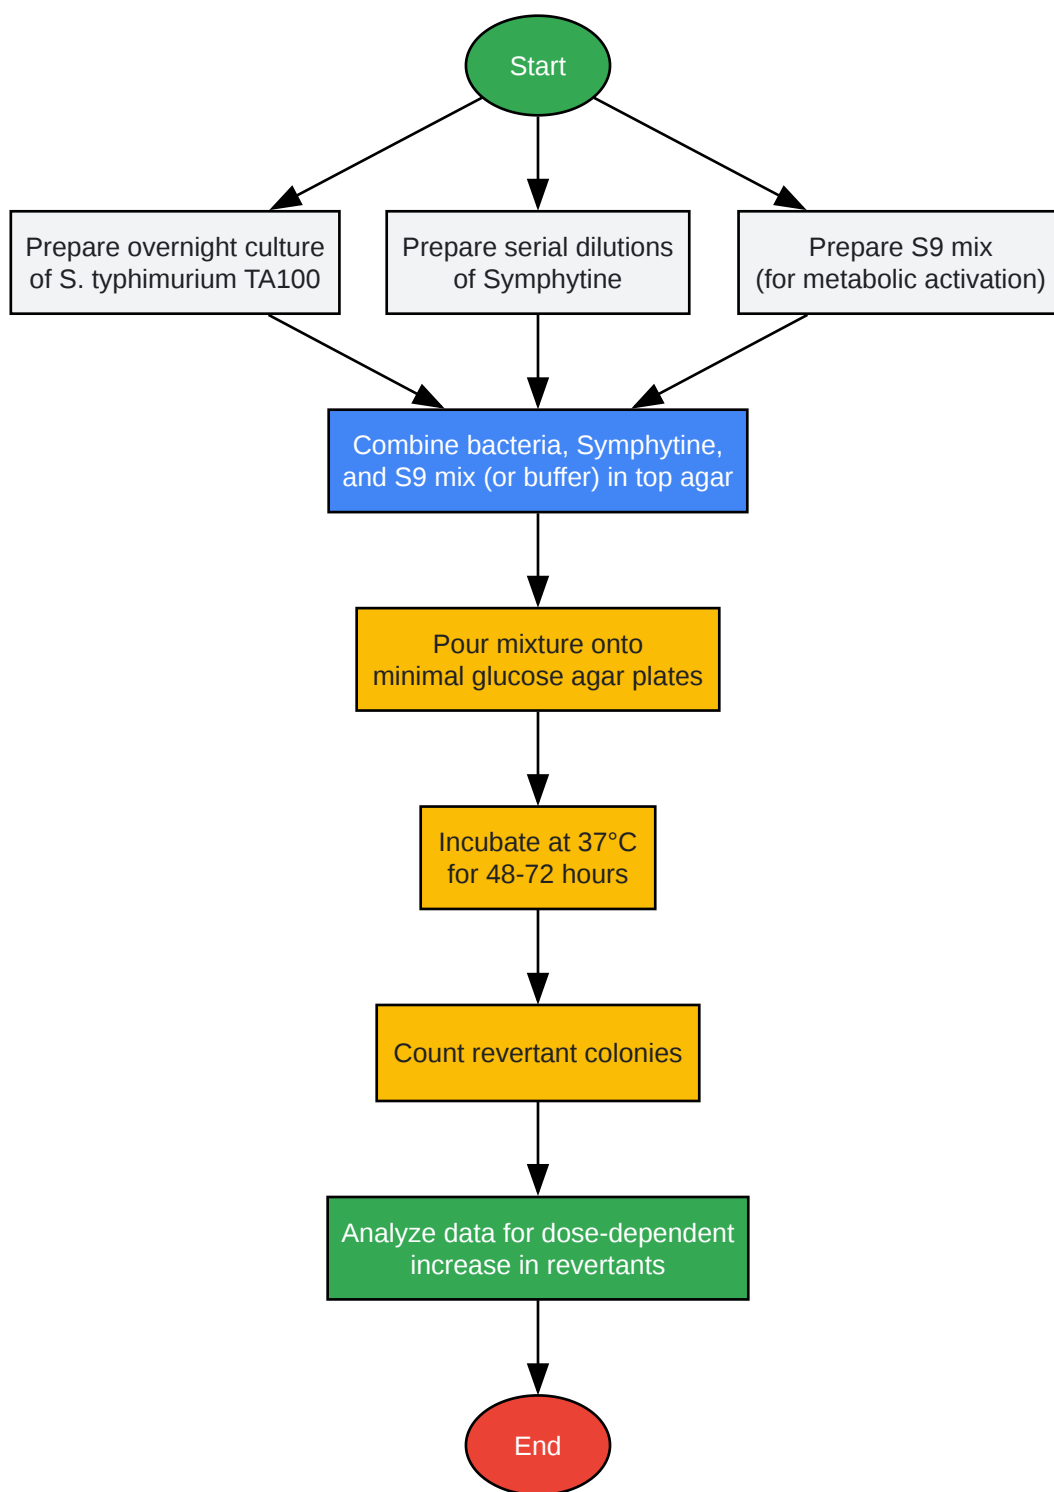 Start
Prepare overnight culture
of S. typhimurium TA100
Prepare serial dilutions
of Symphytine
Prepare S9 mix
(for metabolic activation)
Combine bacteria, Symphytine,
and S9 mix (or buffer) in top agar
Pour mixture onto
minimal glucose agar plates
Incubate at 37°C
for 48-72 hours
Count revertant colonies
Analyze data for dose-dependent
increase in revertants
End